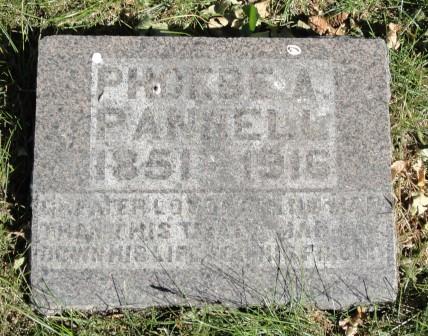 PHOEBE A.
PANNELL
1851 - 1916
GREATER LOVE HATH NO MAN
THAN THIS THAT A MAN LAY
DOWN HIS LIFE FOR HIS FRIENDS